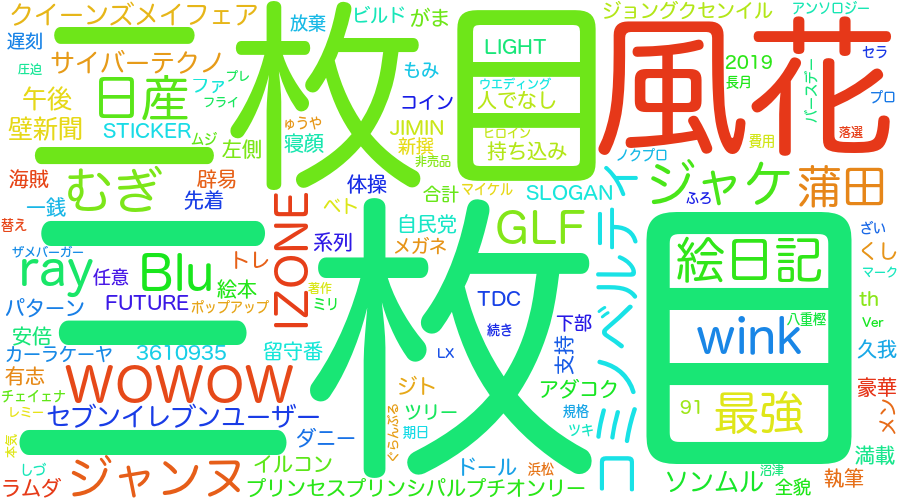 クイーンズメイフェア
放棄
ビルド
がま
ジョングクセンイル
アンソロジー
二枚目
風花
遅刻
サイバーテクノ
LIGHT
セラ
圧迫
ファ
プレ
もみ
2019
長月
バースデー
午後
日産
フライ
コイン
ウエディング
人でなし
プロ
壁新聞
STICKER
ムジ
ゅうや
JIMIN
ヒロイン
費用
落選
左側
寝顔
新撰
非売品
持ち込み
ノクプロ
三枚目
海賊
むぎ
辟易
体操
合計
マイケル
SLOGAN
ジャケ
蒲田
先着
ふろ
一銭
IZONE
ベト
自民党
GLF
コミノベルティ
替え
系列
メガネ
ざい
ザメバーガー
ray
任意
Blu
トレ
絵日記
くし
絵本
著作
マーク
パターン
FUTURE
ポップアップ
ミリ
TDC
th
安倍
続き
下部
wink
八重樫
Ver
カーラケーヤ
3610935
留守番
LX
支持
久我
有志
WOWOW
ジト
アダコク
豪華
チェイェナ
91
最強
レミー
セブンイレブンユーザー
ぐらんぶる
ツリー
規格
メン
本気
ダニー
期日
ツキ
満載
しづ
ジャンヌ
イルコン
ドール
浜松
ソンムル
沼津
執筆
ラムダ
プリンセスプリンシパルプチオンリー
全貌